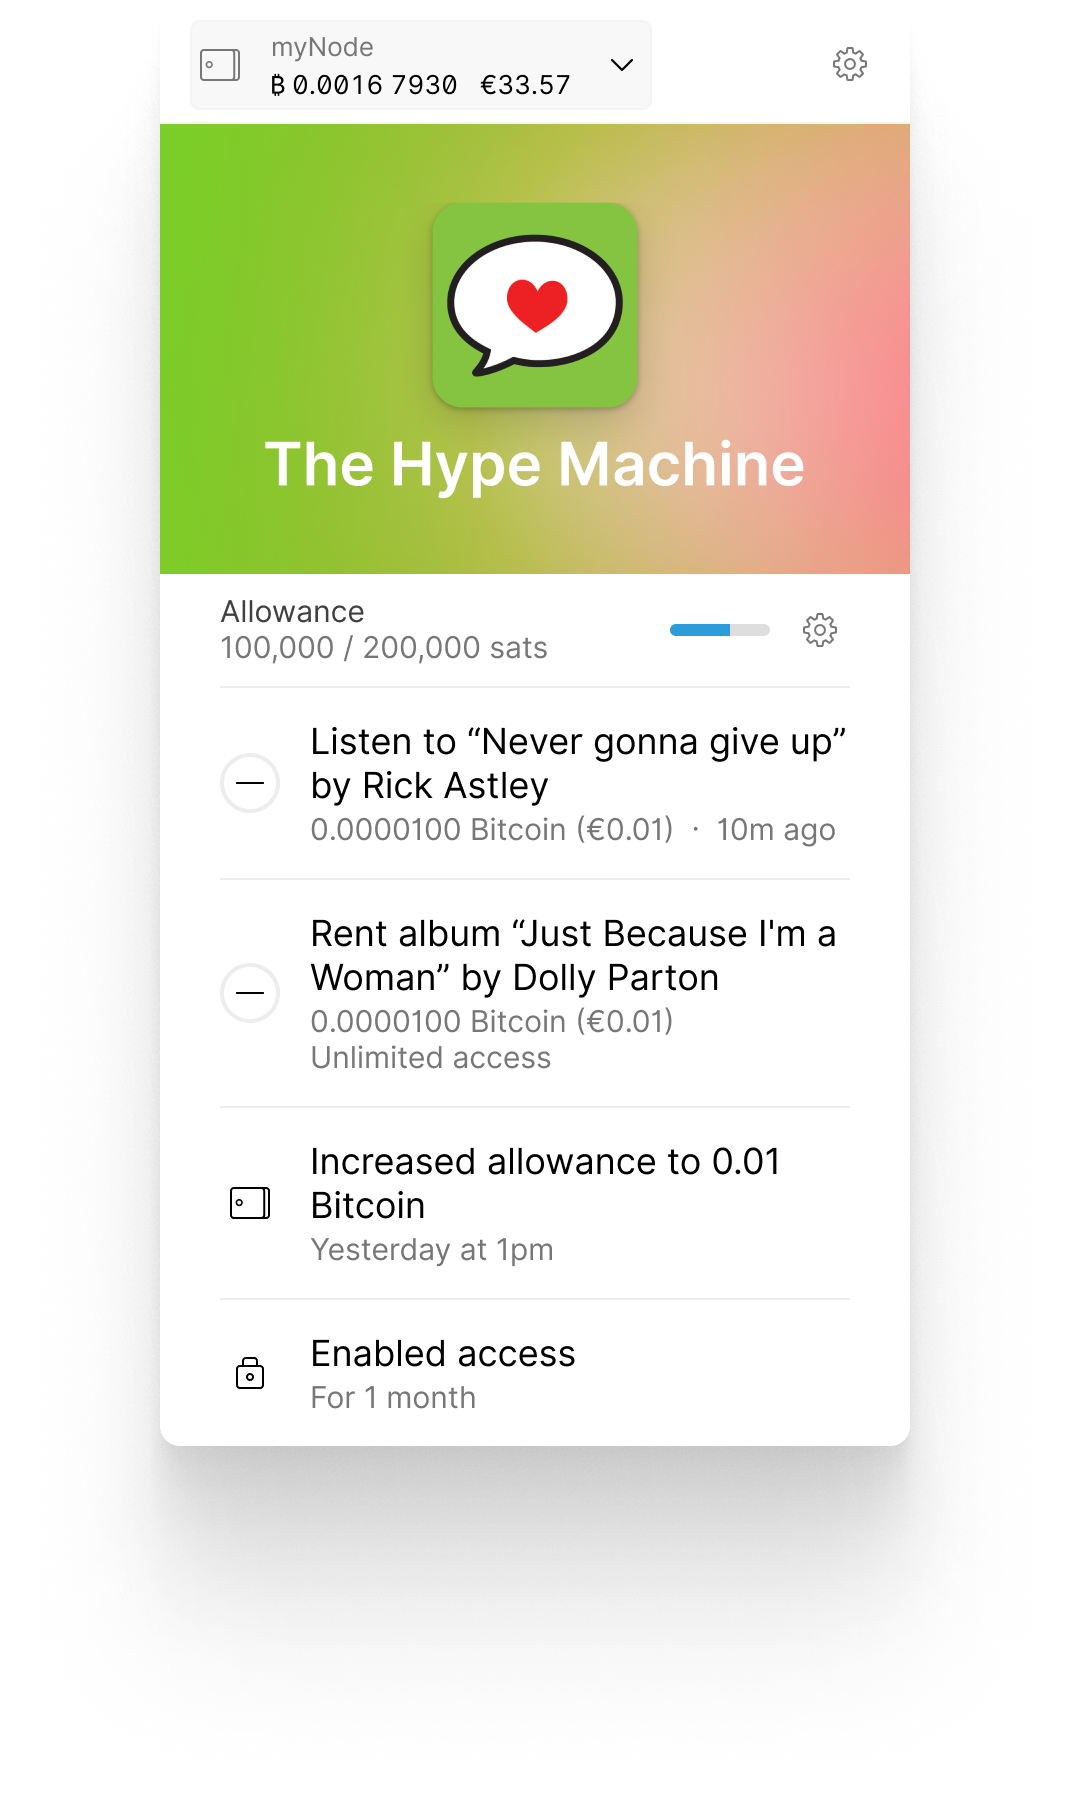 myNode
₿ 0.0016 7930 €33.57
The Hype Machine
Allowance
100,000 / 200,000 sats
Listen to “Never gonna give up”
by Rick Astley
0.0000100 Bitcoin (€0.01) · 10m ago
Rent album “Just Because I'm a
Woman” by Dolly Parton
0.0000100 Bitcoin (€0.01)
Unlimited access
Increased allowance to 0.01
Bitcoin
Yesterday at 1pm
Enabled access
For 1 month